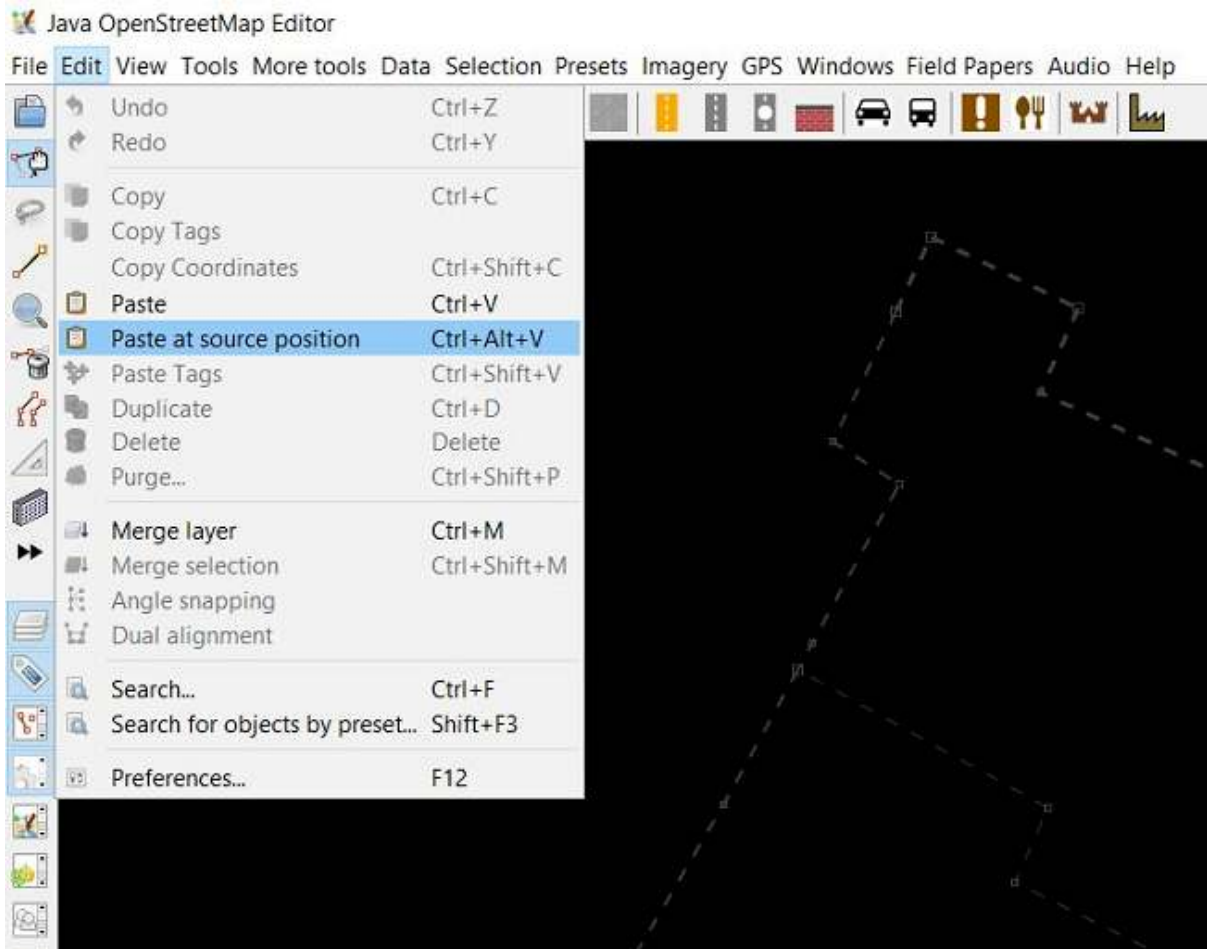 Java OpenStreetMap Editor
File Edit View Tools More tools Data Selection Presets Imagery GPS Windows Field Papers Audio Help
Undo Ctrl+Z
Redo Ctrl+Y
Copy Ctrl+C
Copy Tags
Copy Coordinates Ctrl+Shift+C
Paste Ctrl+V
Paste at source position Ctrl+Alt+V
Paste Tags Ctrl+Shift+V
Duplicate Ctrl+D
Delete Delete
Purge... Ctrl+Shift+P
Merge layer Ctrl+M
Merge selection Ctrl+Shift+M
Angle snapping
Dual alignment
Search... Ctrl+F
Search for objects by preset... Shift+F3
Preferences... F12